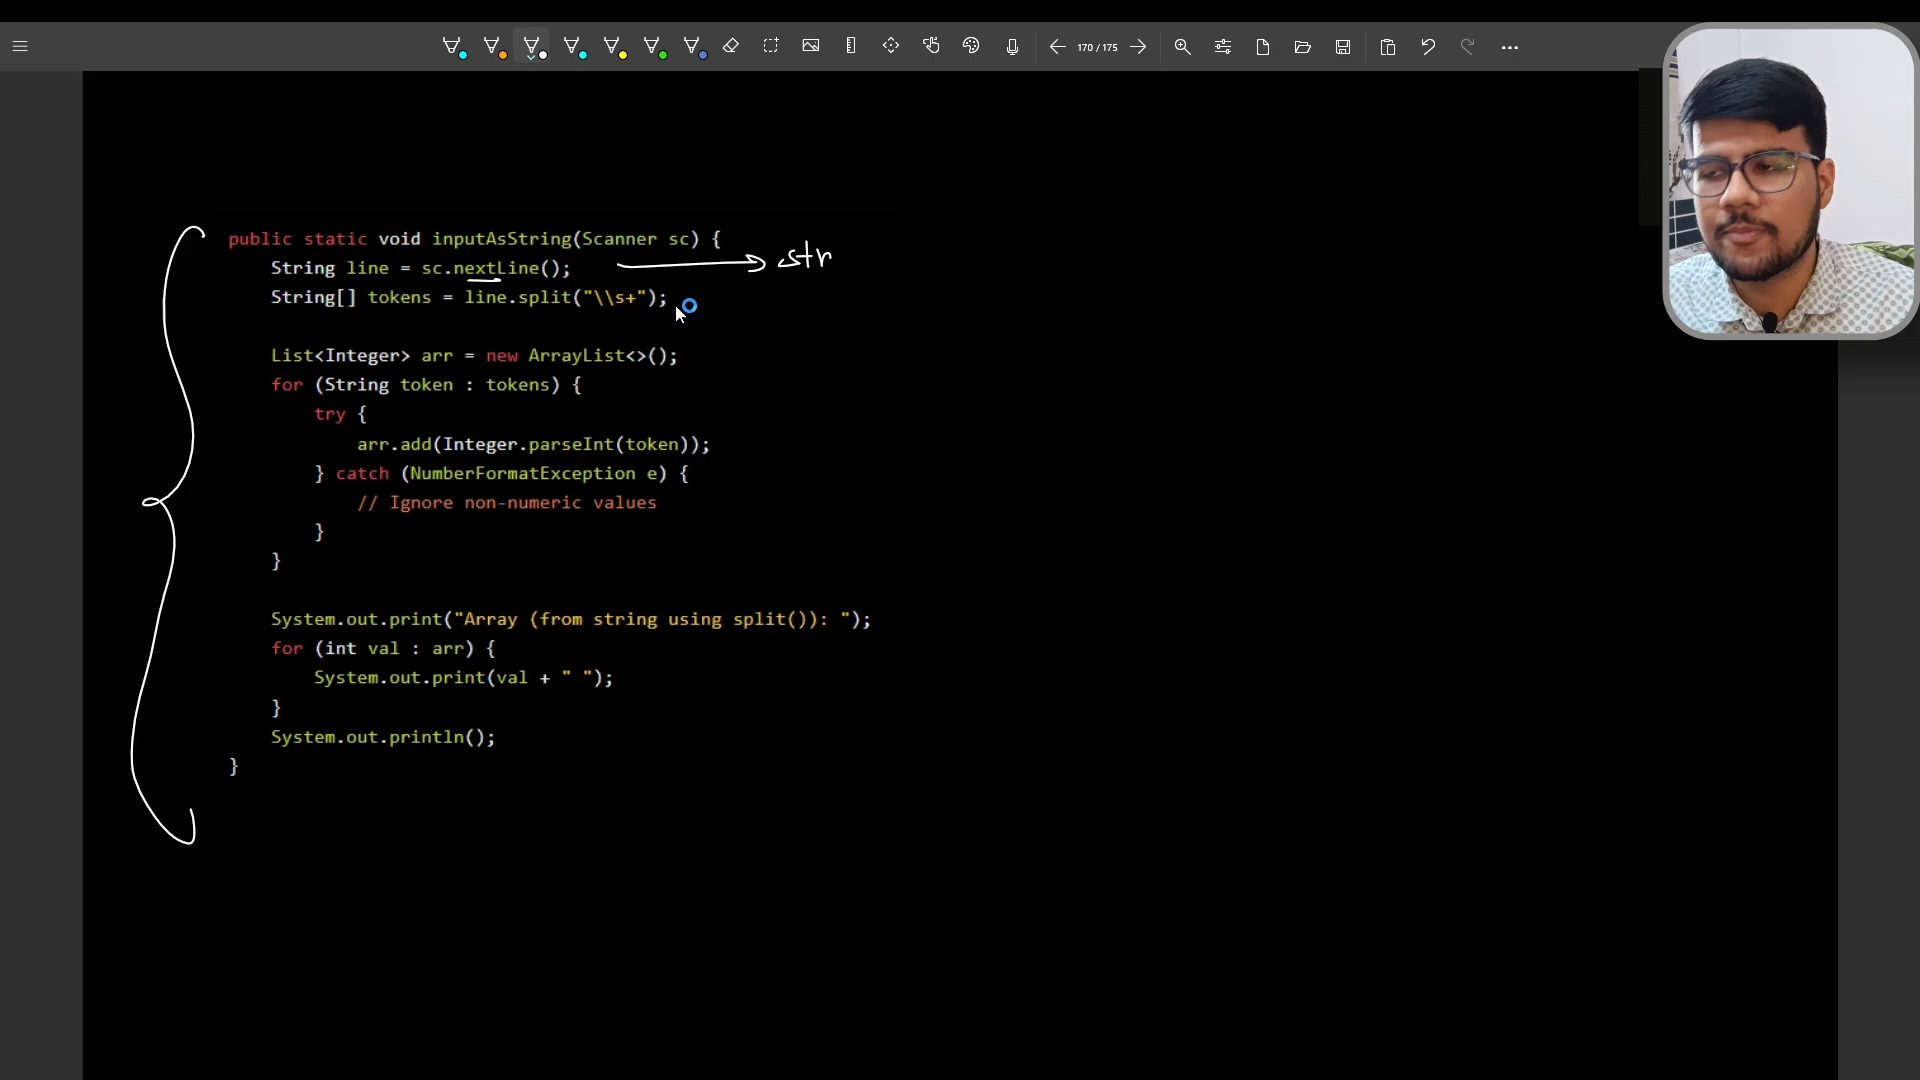 170 / 175
public static void inputAsString(Scanner sc) {
String line = sc.nextLine();
str
String[] tokens = line.split("\\s+");
List<Integer> arr = new ArrayList<>();
for (String token : tokens) {
try {
arr.add(Integer.parseInt(token));
} catch (NumberFormatException e) {
// Ignore non-numeric values
}
}
System.out.print("Array (from string using split()): ");
for (int val : arr) {
System.out.print(val + " ");
}
System.out.println();
}